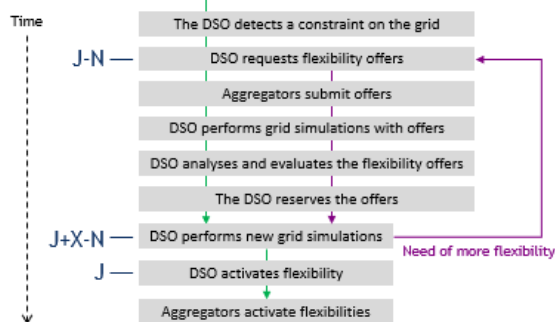 Time
The DSO detects a constraint on the grid
J-N
DSO requests flexibility offers
Aggregators submit offers
DSO performs grid simulations with offers
DSO analyses and evaluates the flexibility offers
The DSO reserves the offers
J+X-N
DSO performs new grid simulations
Need of more flexibility
J
DSO activates flexibility
Aggregators activate flexibilities